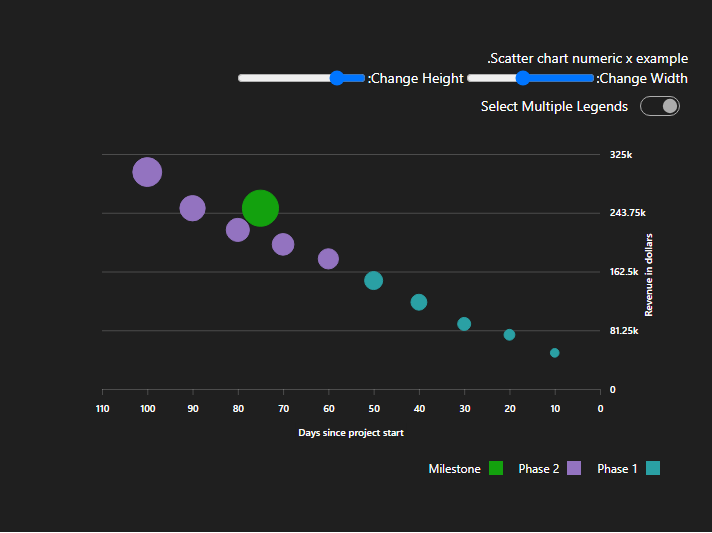 .Scatter chart numeric x example
:Change Width
:Change Height
Select Multiple Legends
325k
243.75k
162.5k
81.25k
0
Revenue in dollars
110 100 90 80 70 60 50 40 30 20 10 0
Days since project start
Milestone Phase 2 Phase 1